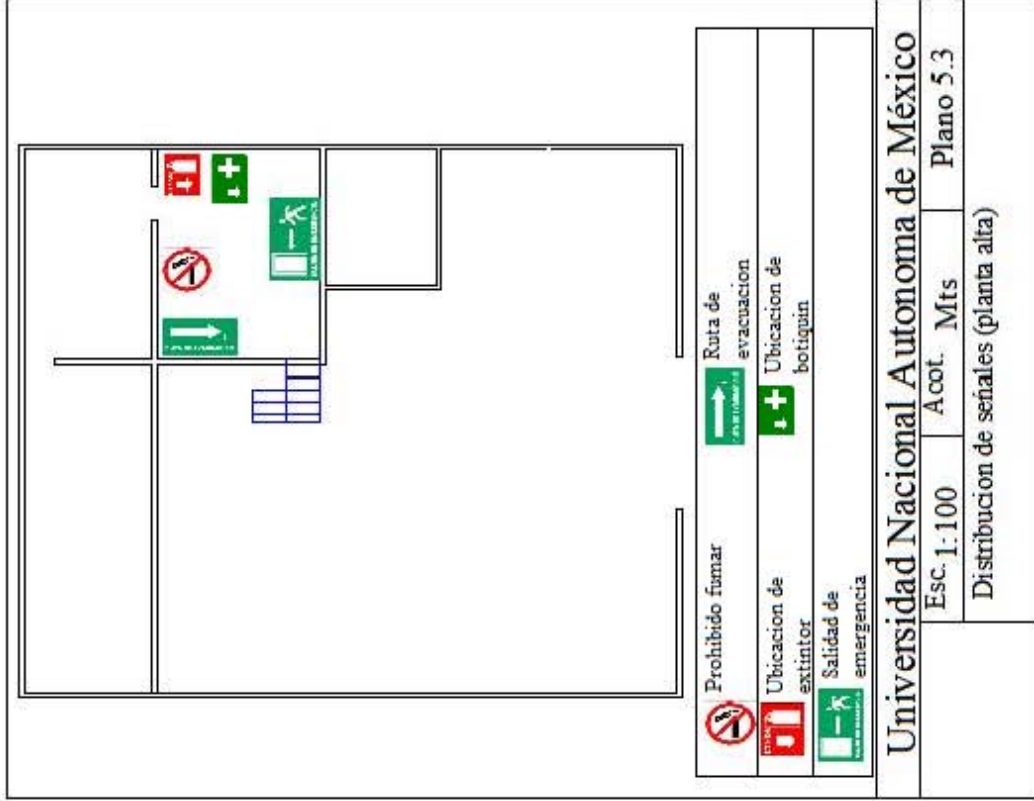 Prohibido fumar
Ruta de
evacuacion
Ubicacion de
extintor
Ubicacion de
botiquin
Salidad de
emergencia
Universidad Nacional Autonoma de México
Esc. 1:100
Acot. Mts
Plano 5.3
Distribucion de señales (planta alta)